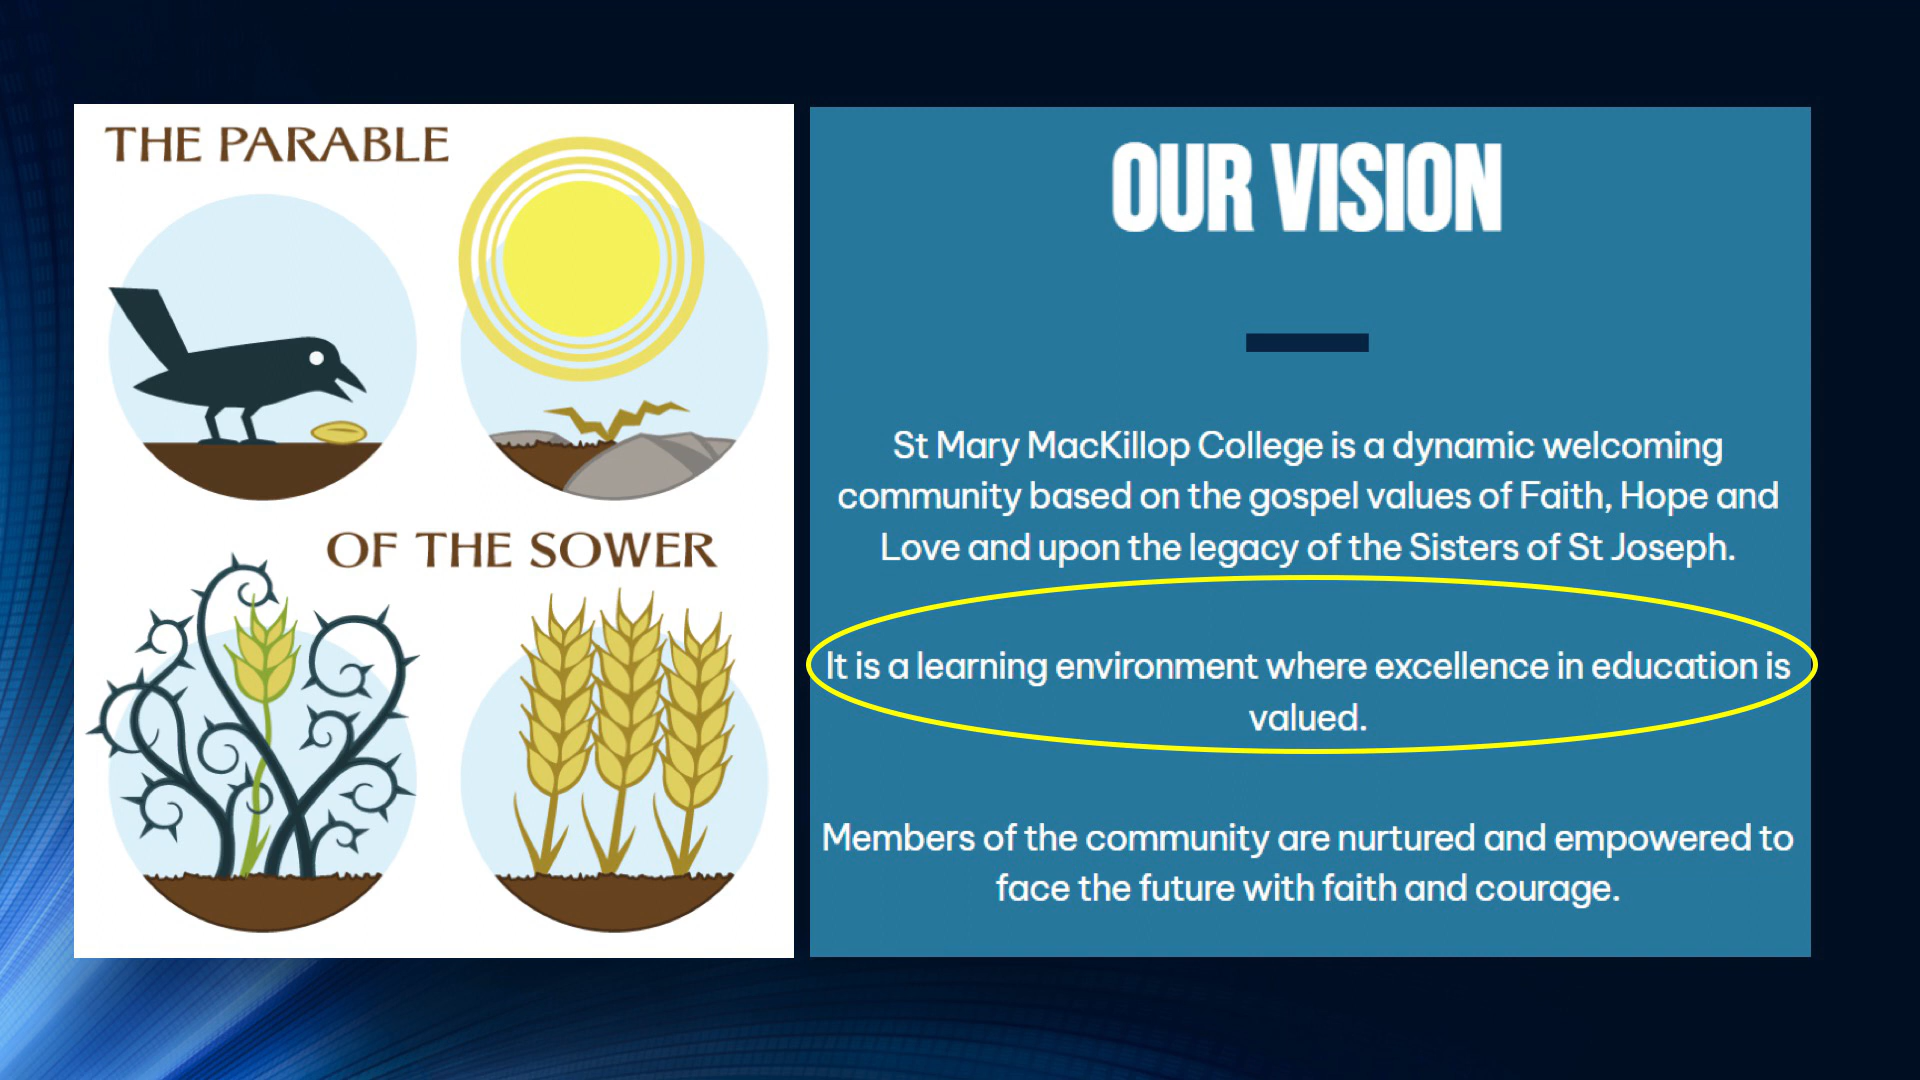 THE PARABLE
OF THE SOWER
OUR VISION
St Mary MacKillop College is a dynamic welcoming
community based on the gospel values of Faith, Hope and
Love and upon the legacy of the Sisters of St Joseph.
It is a learning environment where excellence in education is
valued.
Members of the community are nurtured and empowered to
face the future with faith and courage.